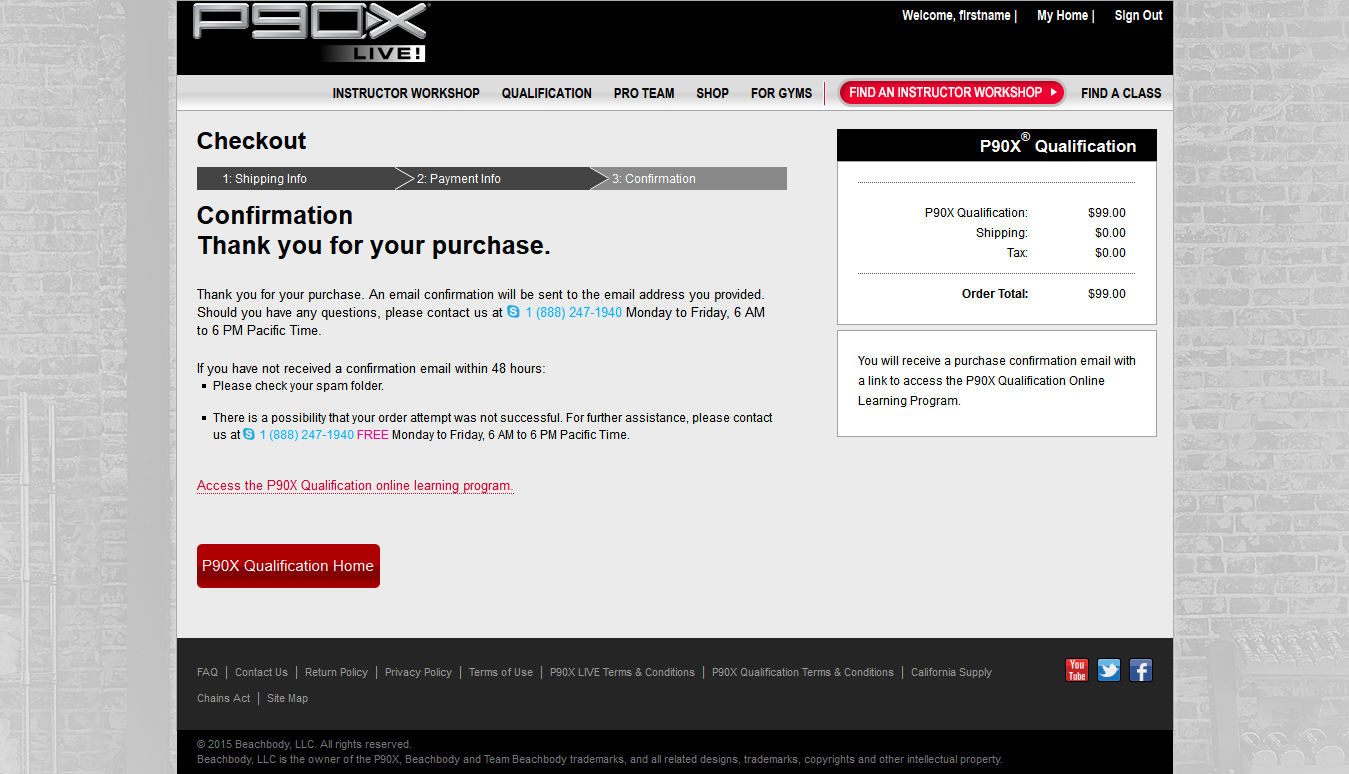 P90X
LIVE!
Welcome, firstname | My Home | Sign Out
INSTRUCTOR WORKSHOP QUALIFICATION PRO TEAM SHOP FOR GYMS FIND AN INSTRUCTOR WORKSHOP FIND A CLASS
Checkout
1: Shipping Info 2: Payment Info 3: Confirmation
Confirmation
Thank you for your purchase.
Thank you for your purchase. An email confirmation will be sent to the email address you provided.
Should you have any questions, please contact us at 1 (888) 247-1940 Monday to Friday, 6 AM
to 6 PM Pacific Time.
If you have not received a confirmation email within 48 hours:
▪ Please check your spam folder.
▪ There is a possibility that your order attempt was not successful. For further assistance, please contact
us at 1 (888) 247-1940 FREE Monday to Friday, 6 AM to 6 PM Pacific Time.
Access the P90X Qualification online learning program.
P90X Qualification Home
P90X® Qualification
P90X Qualification: $99.00
Shipping: $0.00
Tax: $0.00
Order Total: $99.00
You will receive a purchase confirmation email with
a link to access the P90X Qualification Online
Learning Program.
FAQ | Contact Us | Return Policy | Privacy Policy | Terms of Use | P90X LIVE Terms & Conditions | P90X Qualification Terms & Conditions | California Supply
Chains Act | Site Map
You
Tube
© 2015 Beachbody, LLC. All rights reserved.
Beachbody, LLC is the owner of the P90X, Beachbody and Team Beachbody trademarks, and all related designs, trademarks, copyrights and other intellectual property.